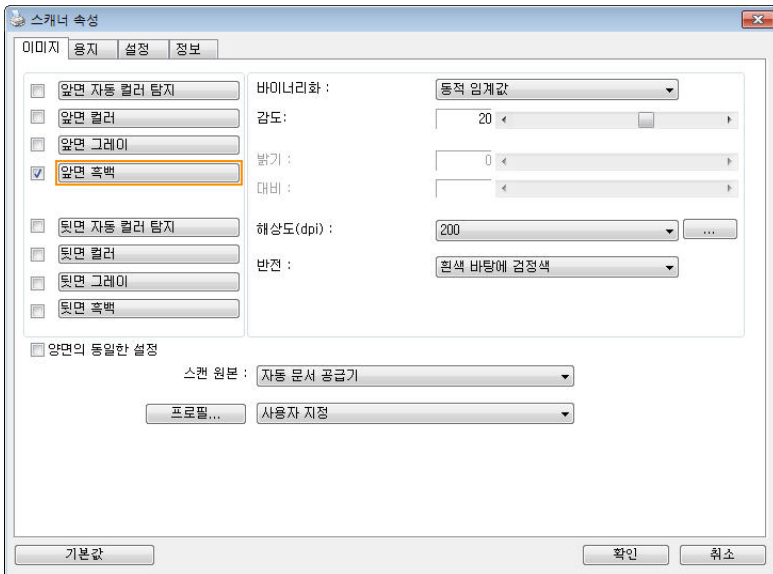 스캐너 속성
이미지 용지 설정 정보
앞면 자동 컬러 탐지
앞면 컬러
앞면 그레이
앞면 흑백
뒷면 자동 컬러 탐지
뒷면 컬러
뒷면 그레이
뒷면 흑백
바이너리화 : 동적 임계값
감도: 20
밝기 : 0
대비 :
해상도(dpi) : 200 ...
반전 : 흰색 바탕에 검정색
양면의 동일한 설정
스캔 원본 : 자동 문서 공급기
프로필... 사용자 지정
기본값 확인 취소